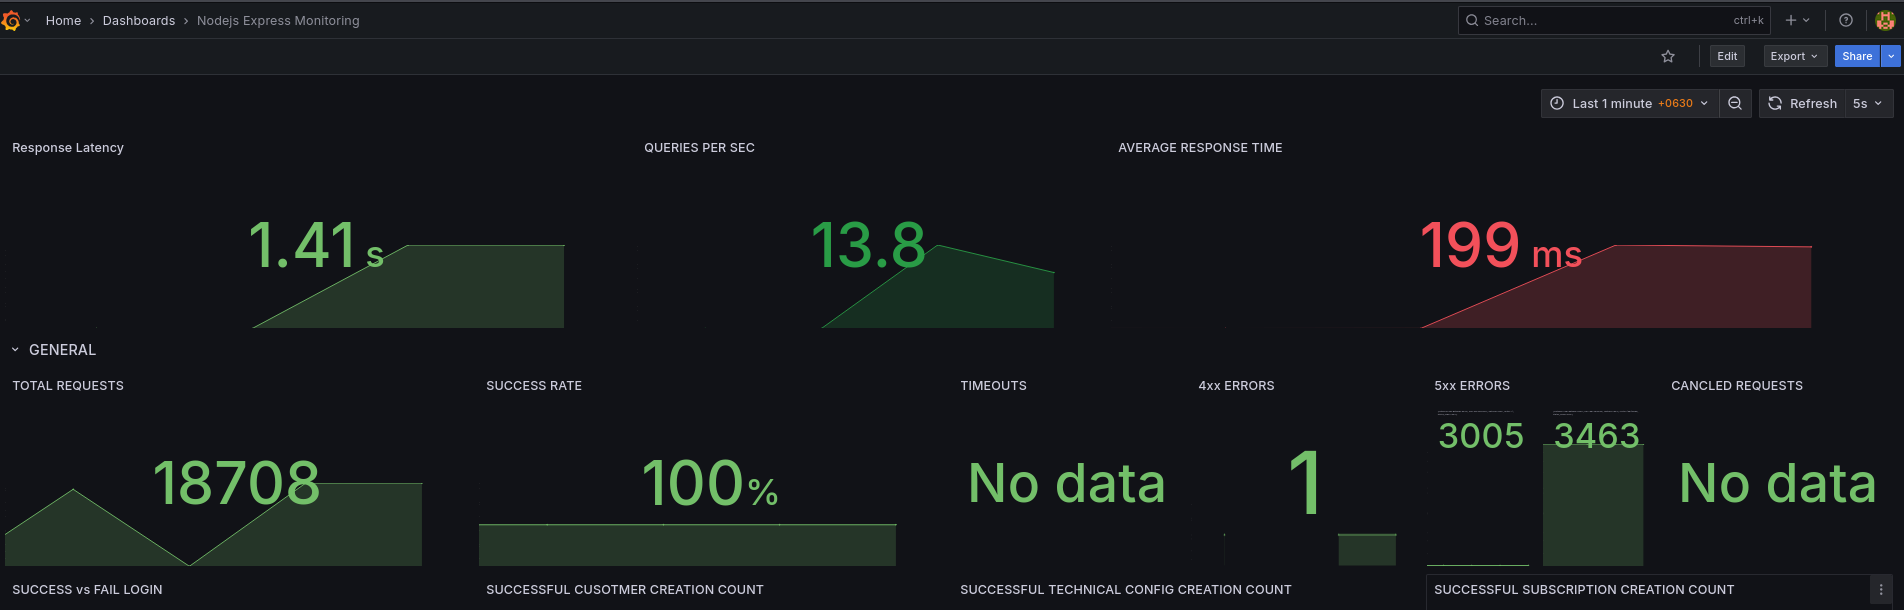 Home › Dashboards › Nodejs Express Monitoring
Search...
ctrl+k
Edit
Export
Share
Last 1 minute +0630
Refresh
5s
Response Latency
QUERIES PER SEC
AVERAGE RESPONSE TIME
1.41 s
13.8
199 ms
GENERAL
TOTAL REQUESTS
SUCCESS RATE
TIMEOUTS
4xx ERRORS
5xx ERRORS
CANCLED REQUESTS
3005
3463
18708
100%
No data
1
No data
SUCCESS vs FAIL LOGIN
SUCCESSFUL CUSOTMER CREATION COUNT
SUCCESSFUL TECHNICAL CONFIG CREATION COUNT
SUCCESSFUL SUBSCRIPTION CREATION COUNT